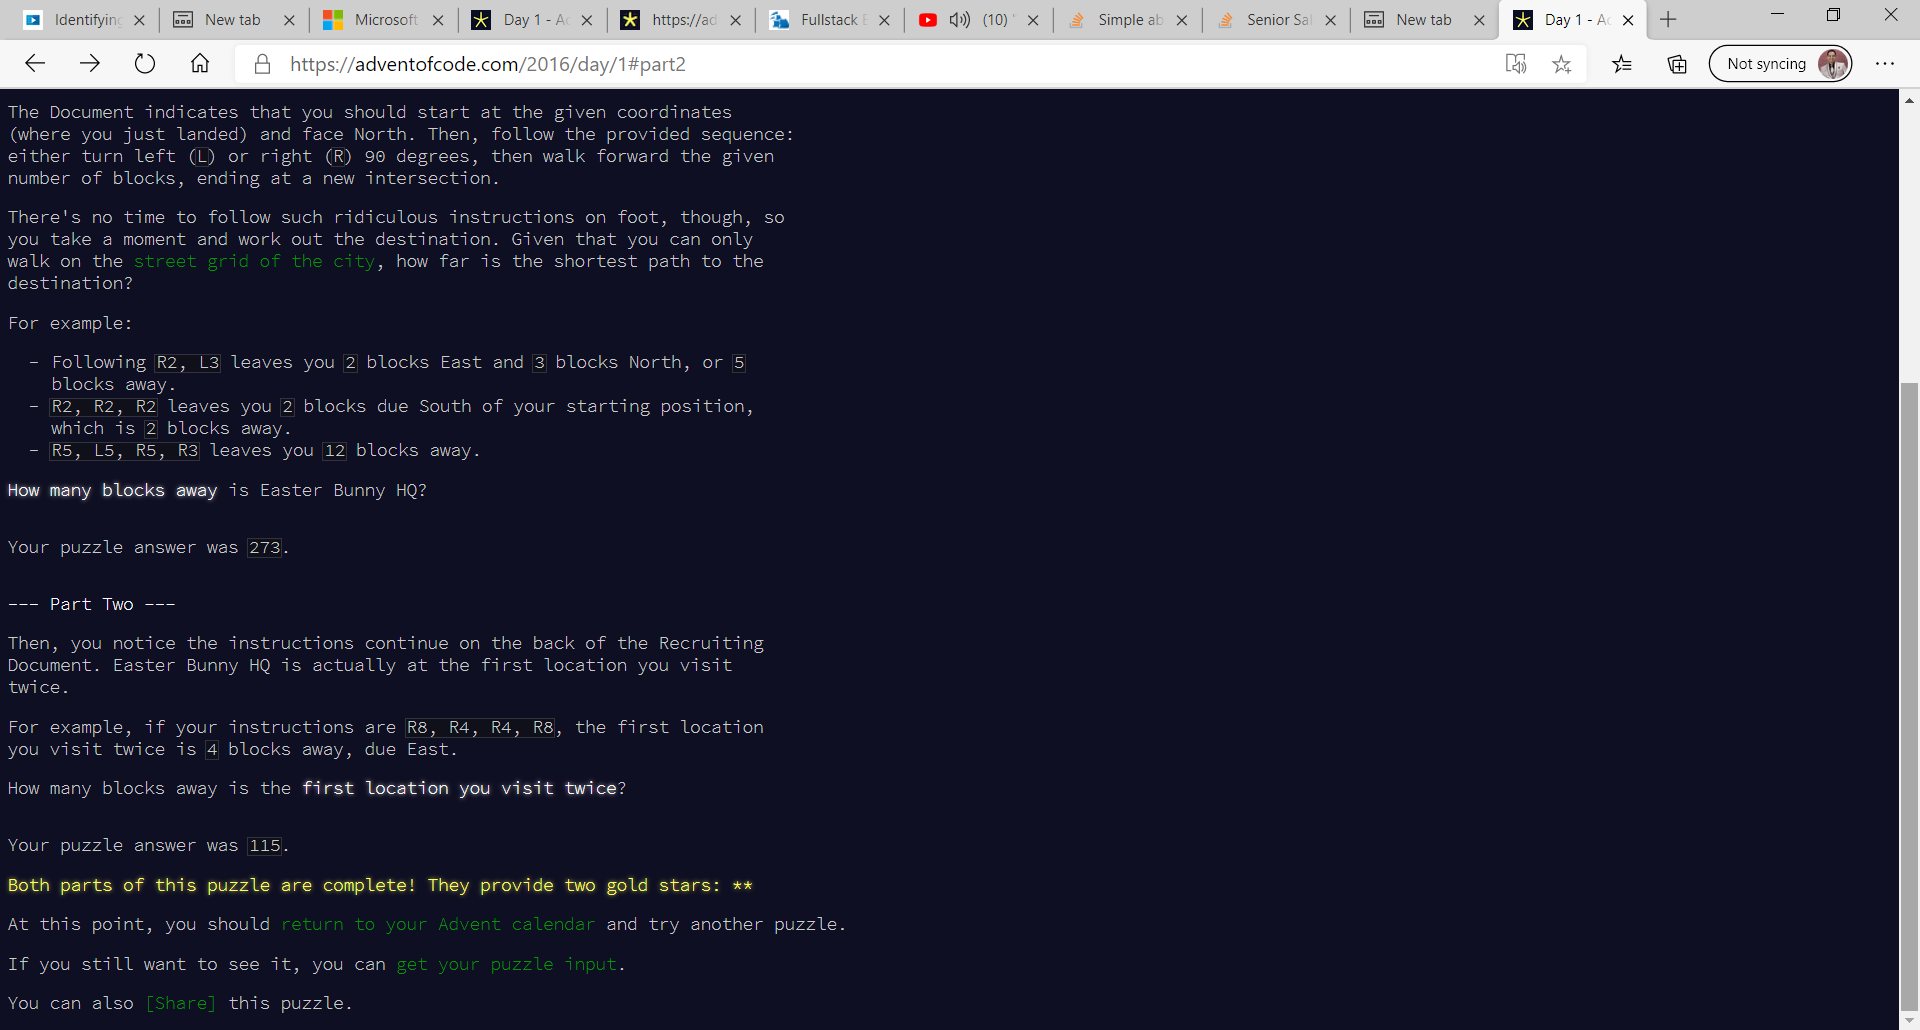 Identifying
New tab
Microsoft
Day 1 - Ac
https://ad
Fullstack E
(10)
Simple ab
Senior Sal
New tab
Day 1 - Ac
https://adventofcode.com/2016/day/1#part2
Not syncing
The Document indicates that you should start at the given coordinates
(where you just landed) and face North. Then, follow the provided sequence:
either turn left (L) or right (R) 90 degrees, then walk forward the given
number of blocks, ending at a new intersection.
There's no time to follow such ridiculous instructions on foot, though, so
you take a moment and work out the destination. Given that you can only
walk on the street grid of the city, how far is the shortest path to the
destination?
For example:
- Following R2, L3 leaves you 2 blocks East and 3 blocks North, or 5
blocks away.
- R2, R2, R2 leaves you 2 blocks due South of your starting position,
which is 2 blocks away.
- R5, L5, R5, R3 leaves you 12 blocks away.
How many blocks away is Easter Bunny HQ?
Your puzzle answer was 273.
--- Part Two ---
Then, you notice the instructions continue on the back of the Recruiting
Document. Easter Bunny HQ is actually at the first location you visit
twice.
For example, if your instructions are R8, R4, R4, R8, the first location
you visit twice is 4 blocks away, due East.
How many blocks away is the first location you visit twice?
Your puzzle answer was 115.
Both parts of this puzzle are complete! They provide two gold stars: **
At this point, you should return to your Advent calendar and try another puzzle.
If you still want to see it, you can get your puzzle input.
You can also [Share] this puzzle.